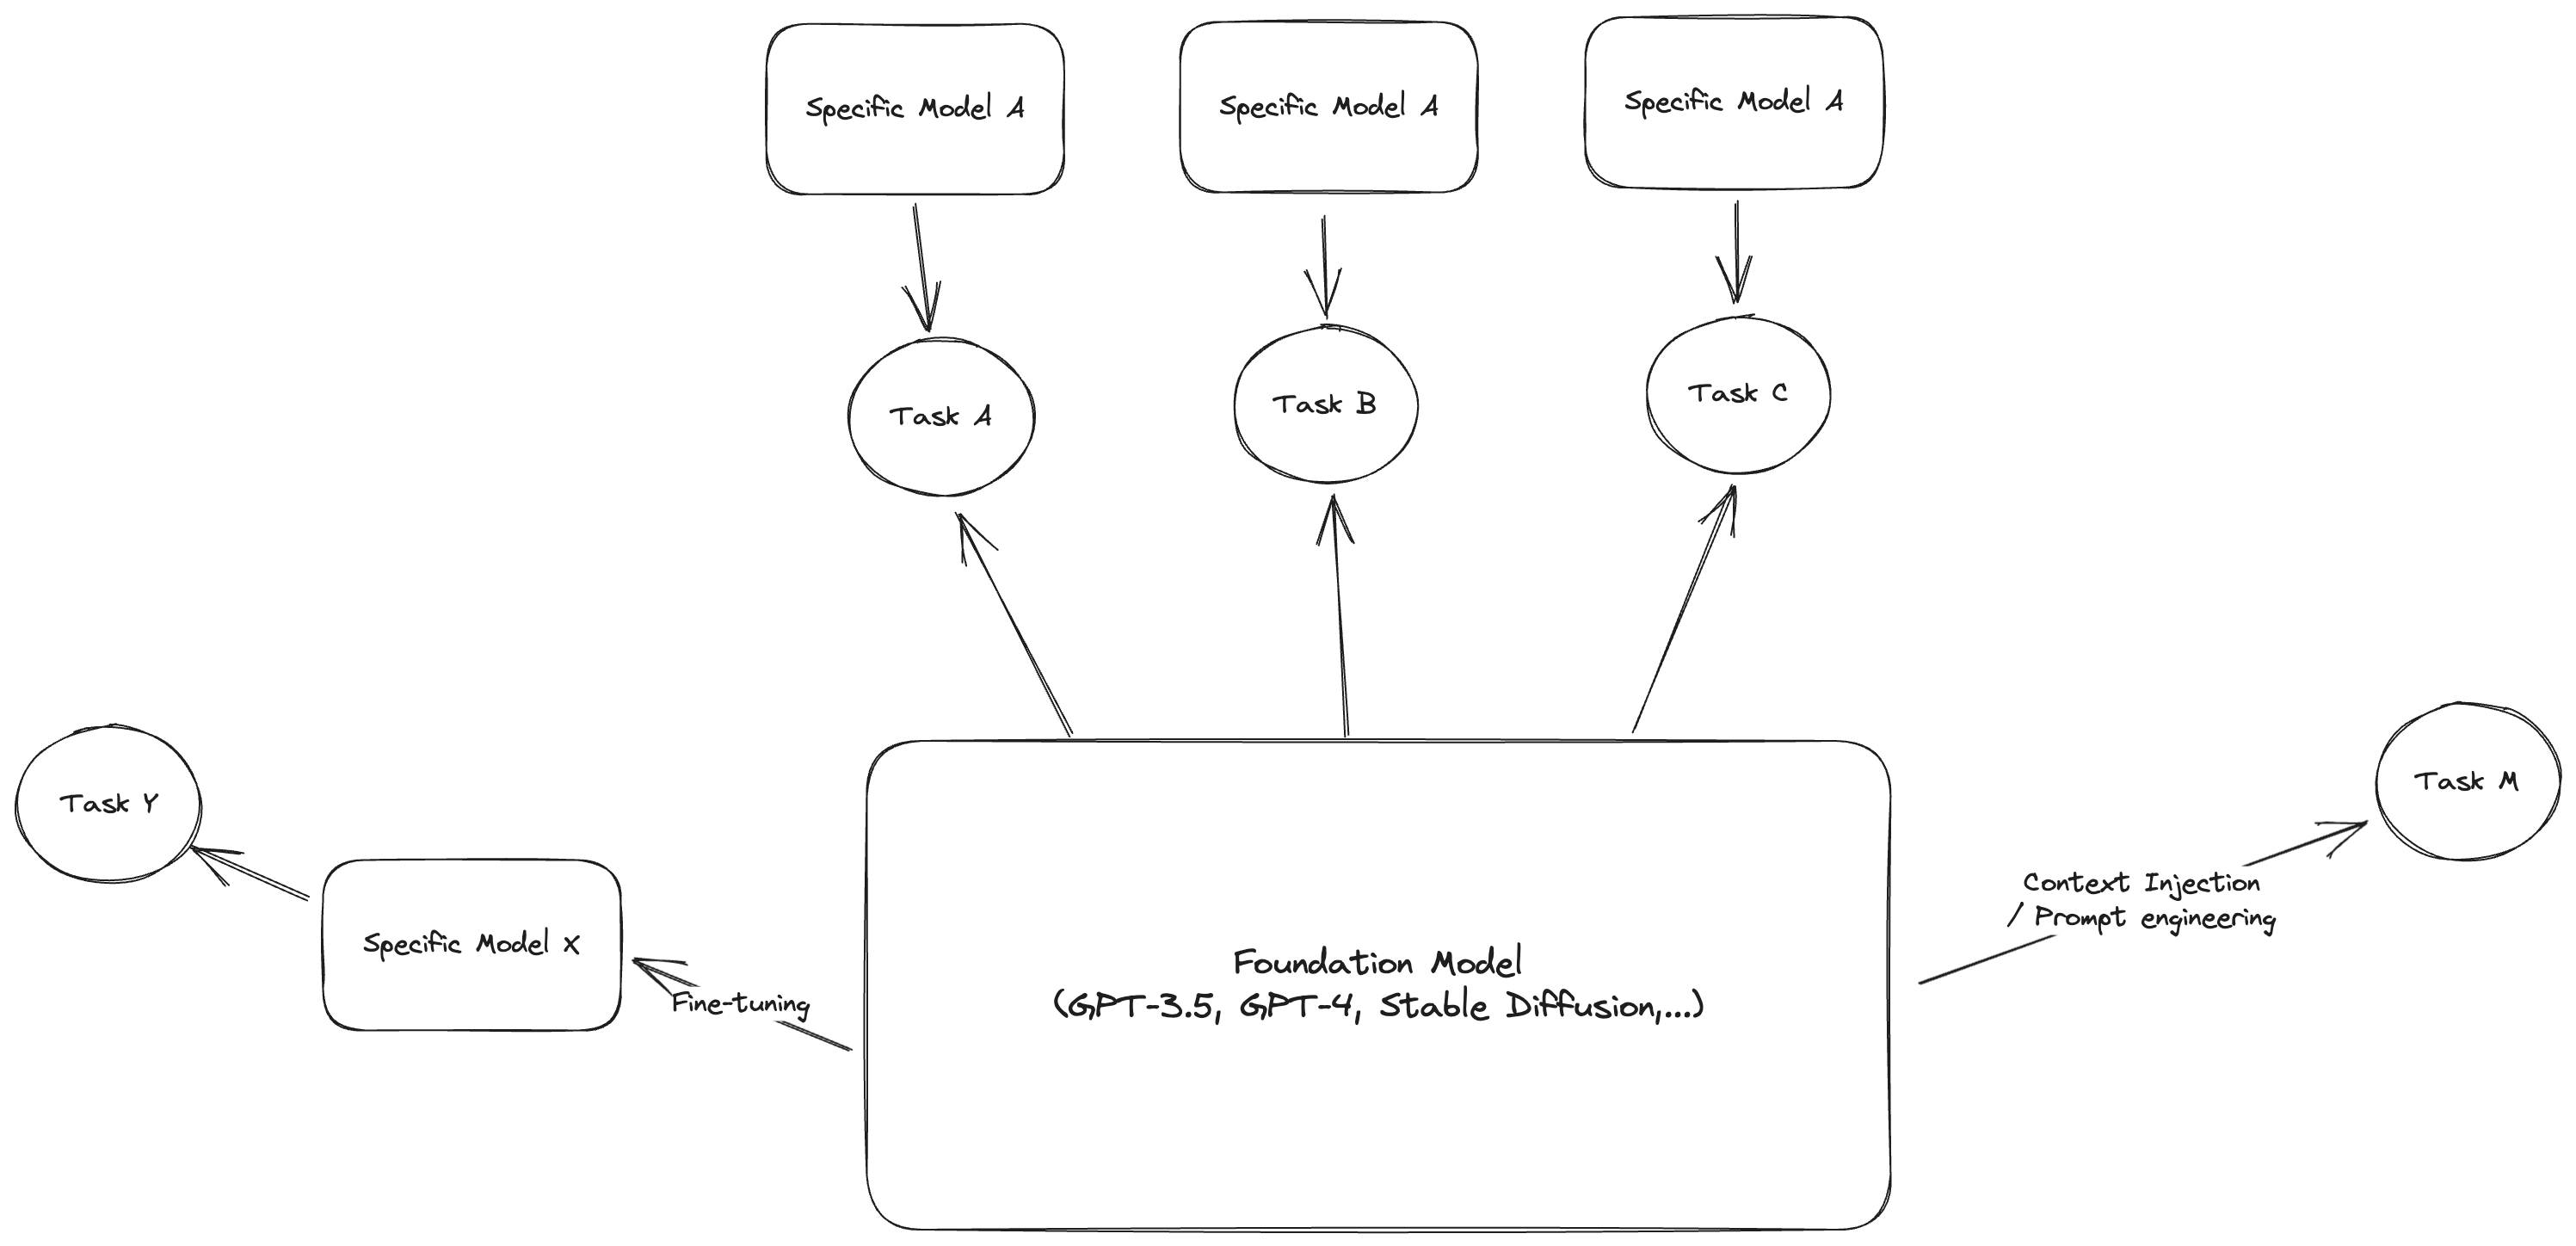 Specific Model A
Specific Model A
Specific Model A
Task A
Task B
Task C
Task Y
Task M
Specific Model X
Fine-tuning
Foundation Model
(GPT-3.5, GPT-4, Stable Diffusion,...)
Context Injection
/ Prompt engineering